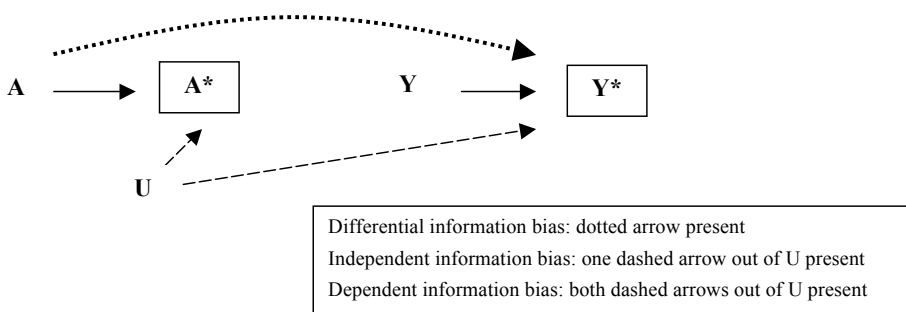 A A* Y Y*
U
Differential information bias: dotted arrow present
Independent information bias: one dashed arrow out of U present
Dependent information bias: both dashed arrows out of U present